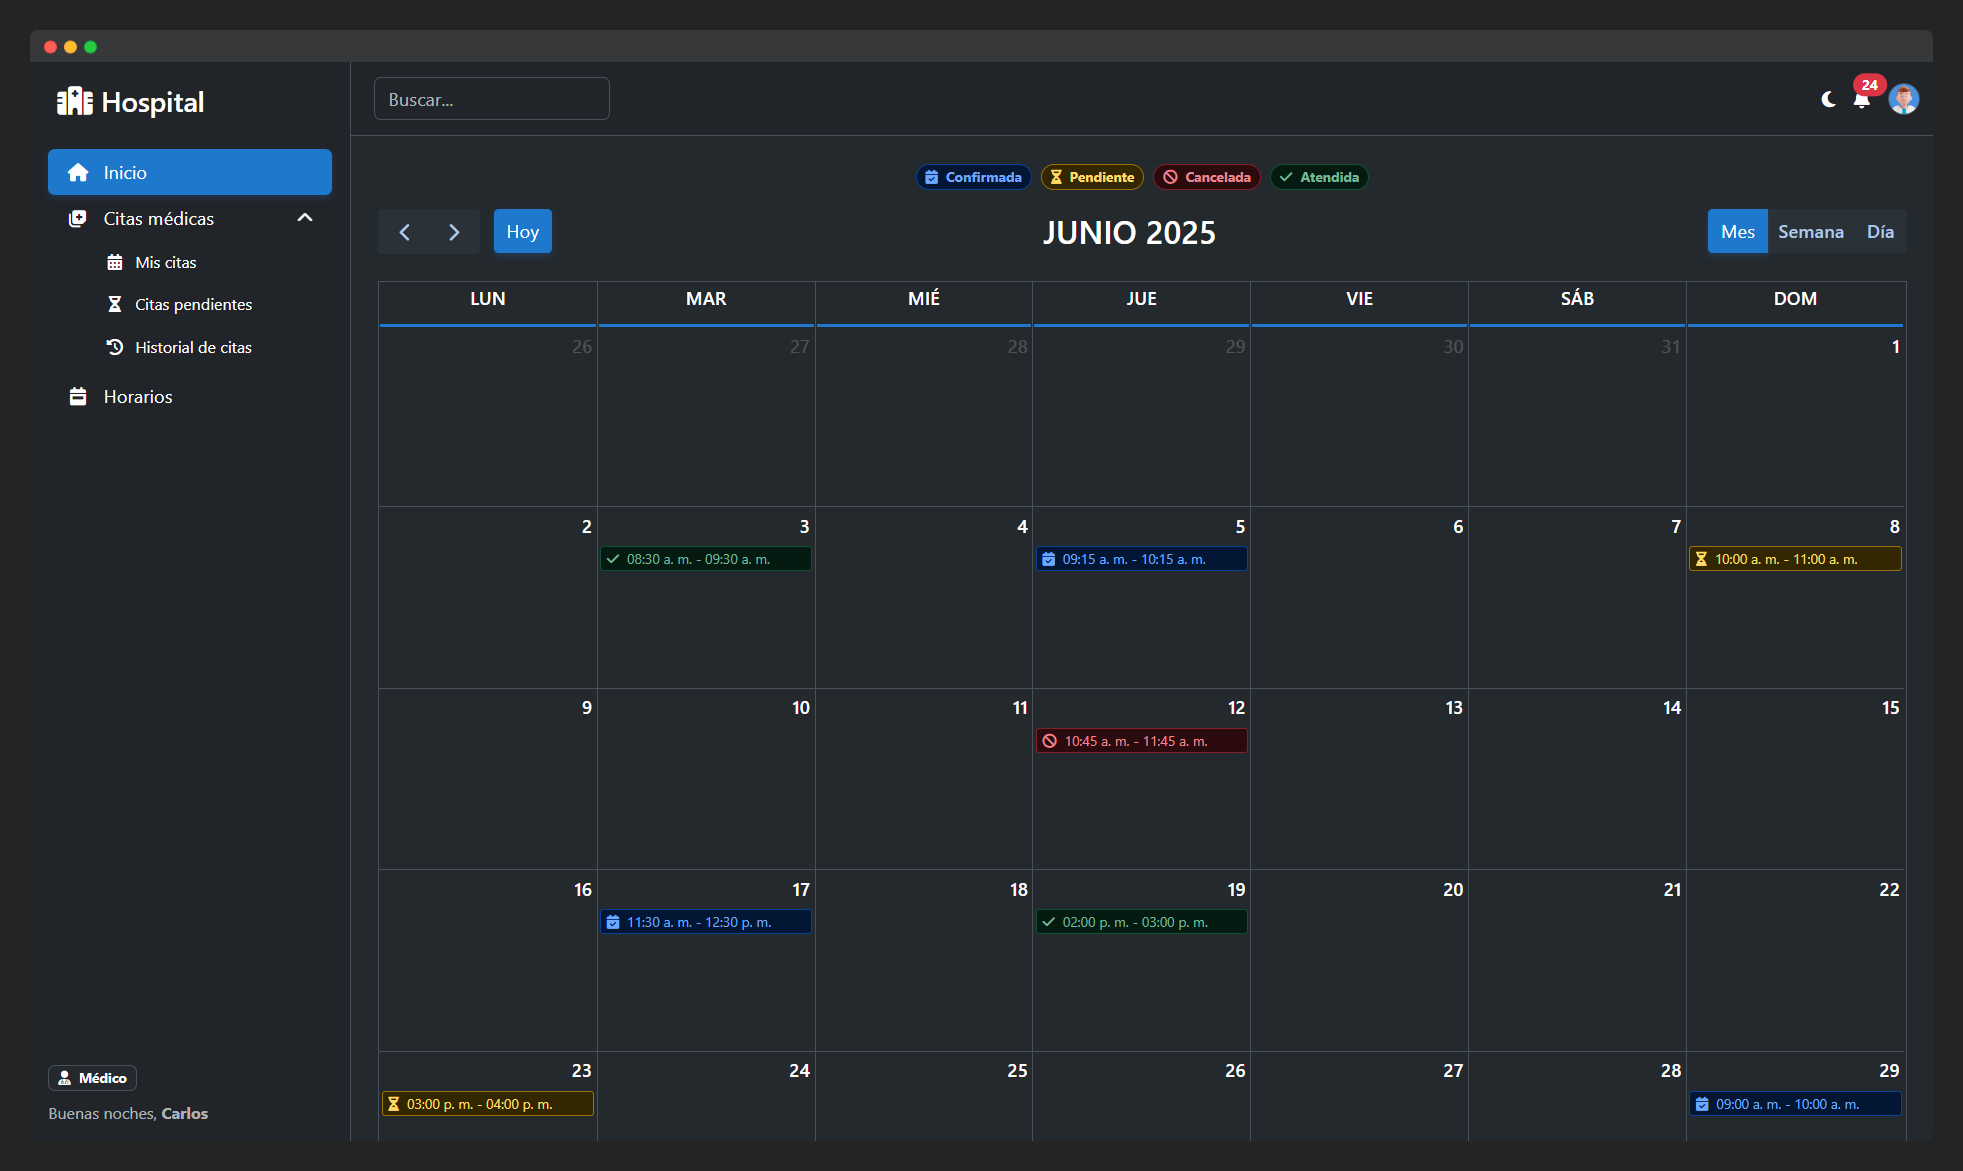 Hospital
Buscar...
24
Inicio
Citas médicas
Mis citas
Citas pendientes
Historial de citas
Horarios
Confirmada Pendiente Cancelada Atendida
Hoy
JUNIO 2025
Mes Semana Día
LUN MAR MIÉ JUE VIE SÁB DOM
26 27 28 29 30 31 1
2 3 4 5 6 7 8
08:30 a. m. - 09:30 a. m. 09:15 a. m. - 10:15 a. m. 10:00 a. m. - 11:00 a. m.
9 10 11 12 13 14 15
10:45 a. m. - 11:45 a. m.
16 17 18 19 20 21 22
11:30 a. m. - 12:30 p. m. 02:00 p. m. - 03:00 p. m.
23 24 25 26 27 28 29
03:00 p. m. - 04:00 p. m. 09:00 a. m. - 10:00 a. m.
Médico
Buenas noches, Carlos